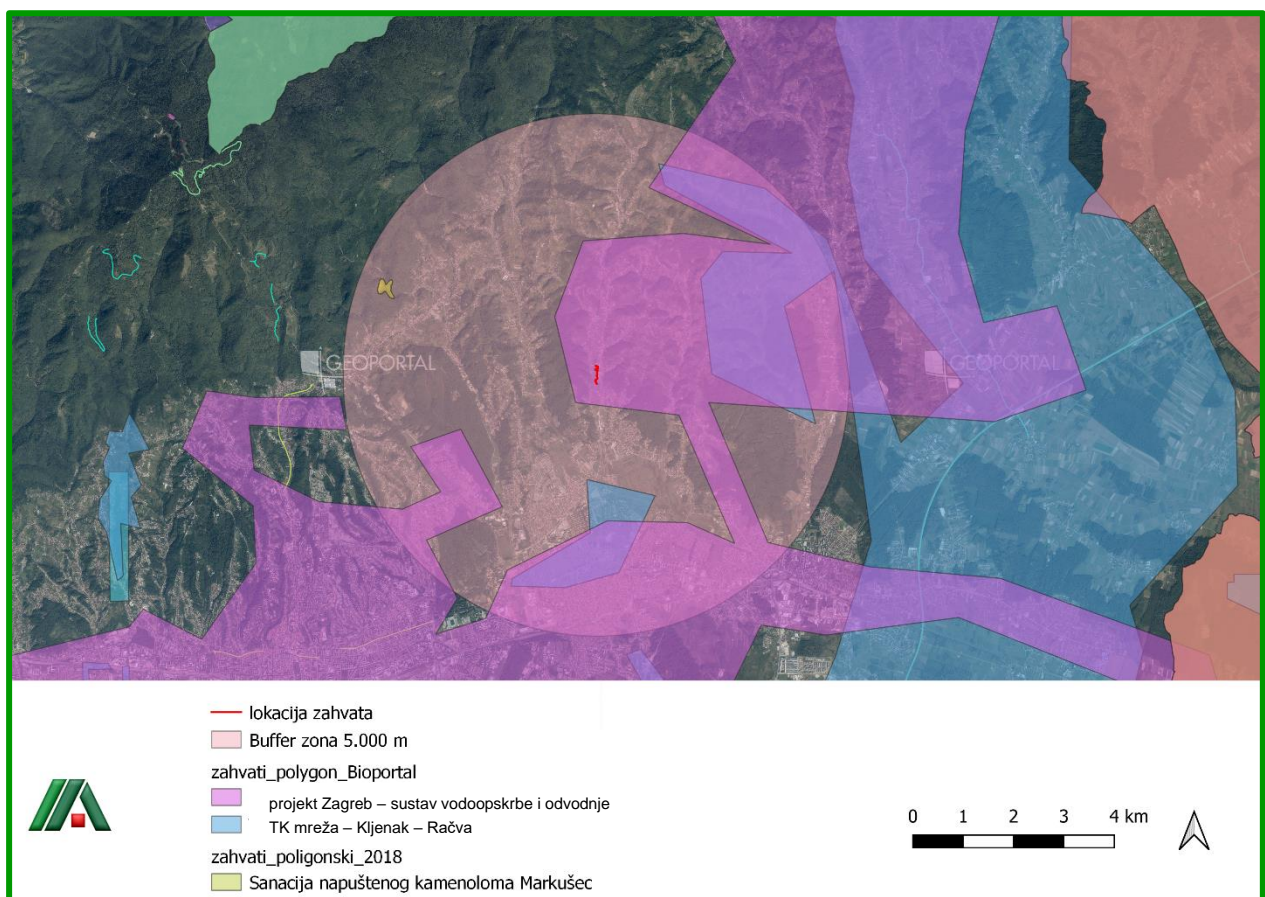 GEOPORTAL
GEOPORTAL
lokacija zahvata
Buffer zona 5.000 m
zahvati_polygon_Bioportal
projekt Zagreb – sustav vodoopskrbe i odvodnje
TK mreža – Kljenak – Račva
zahvati_poligonski_2018
Sanacija napuštenog kamenoloma Markušec
0 1 2 3 4 km